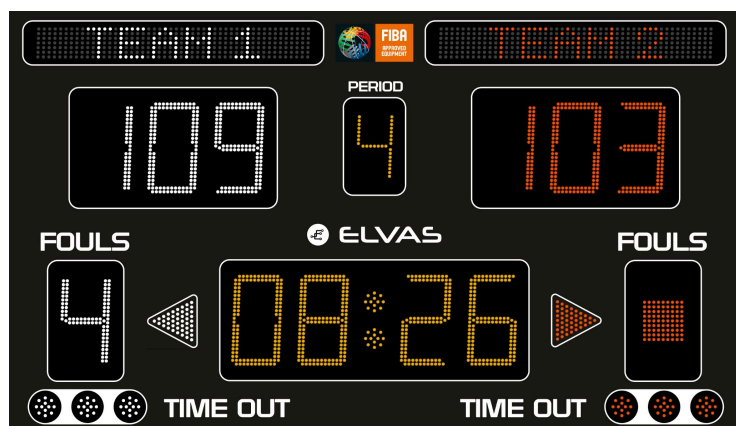 TEAM 1
FIBA
APPROVED
EQUIPMENT
TEAM 2
PERIOD
109
4
103
FOULS
ELVAS
FOULS
4
08:26
TIME OUT
TIME OUT